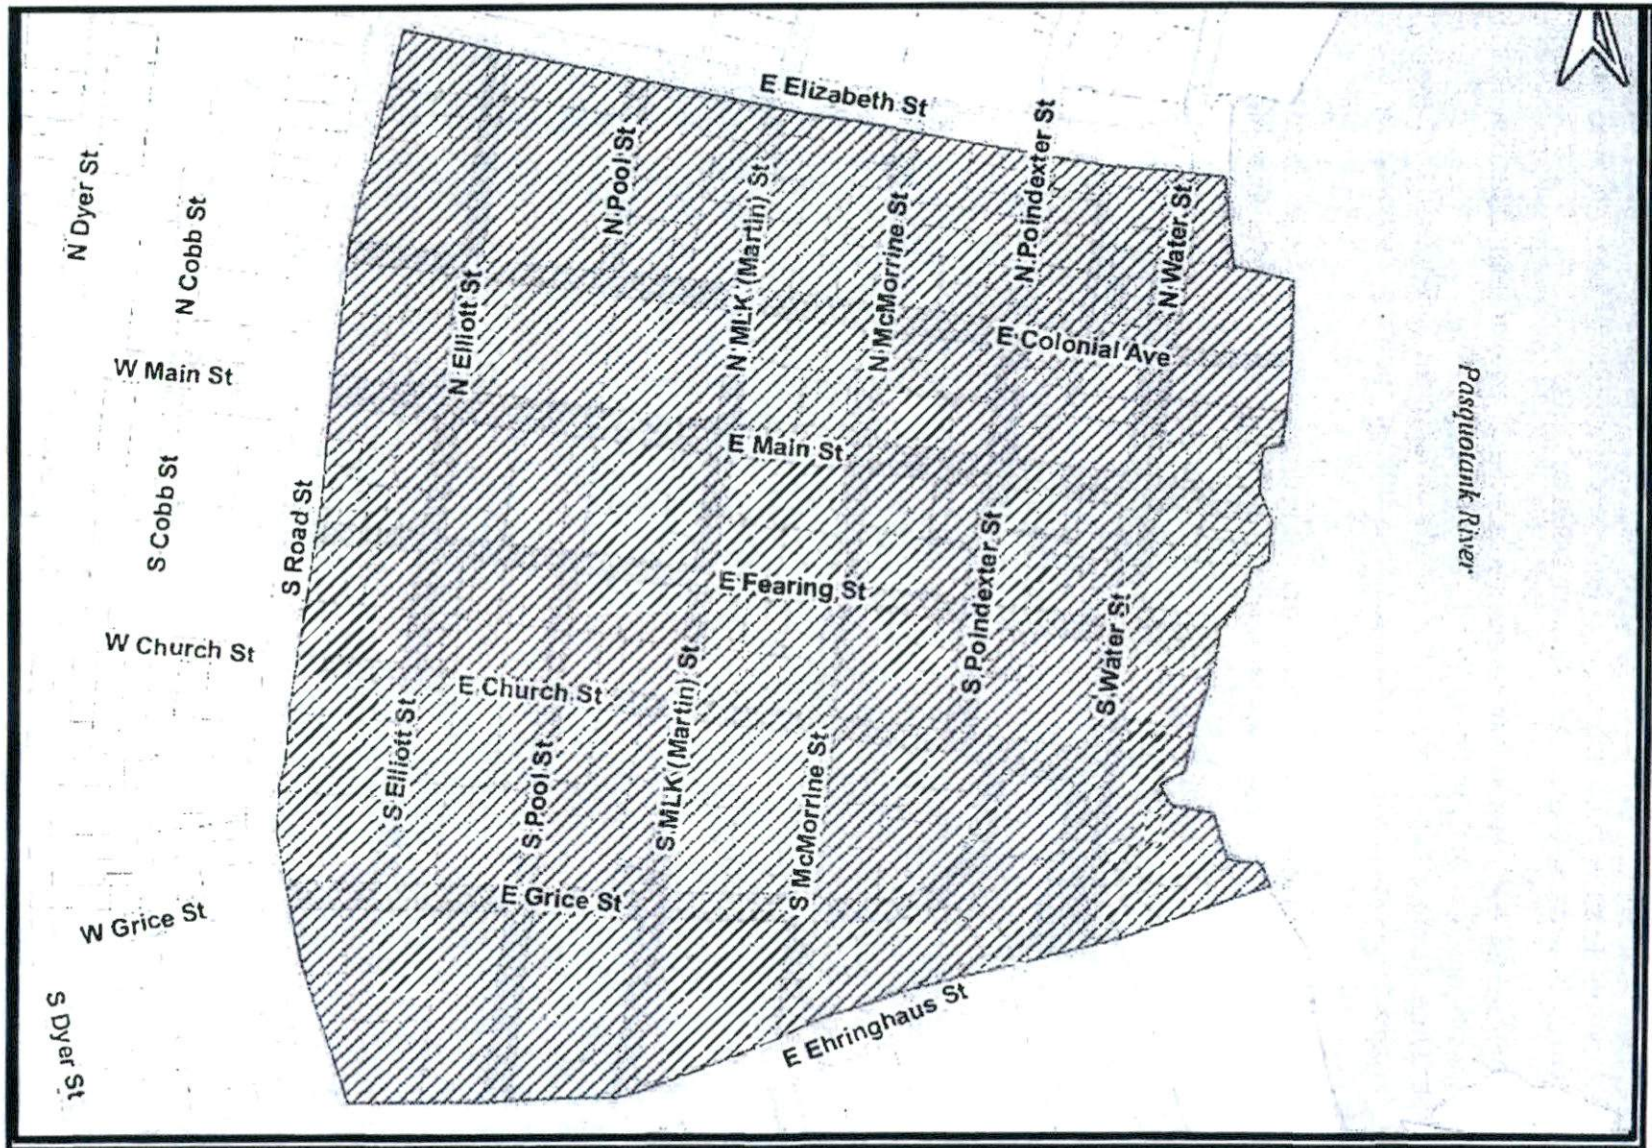 E Elizabeth St
N Dyer St
N Cobb St
N Pool St
N MLK (Martin) St
N McMorrine St
N Poindexter St
N Water St
N Elliott St
E Colonial Ave
W Main St
E Main St
Pasquotank River
S Cobb St
S Road St
E Fearing St
S Poindexter St
S Water St
W Church St
E Church St
S Elliott St
S Pool St
S MLK (Martin) St
S McMorrine St
E Grice St
W Grice St
S Dyer St
E Ehringhaus St